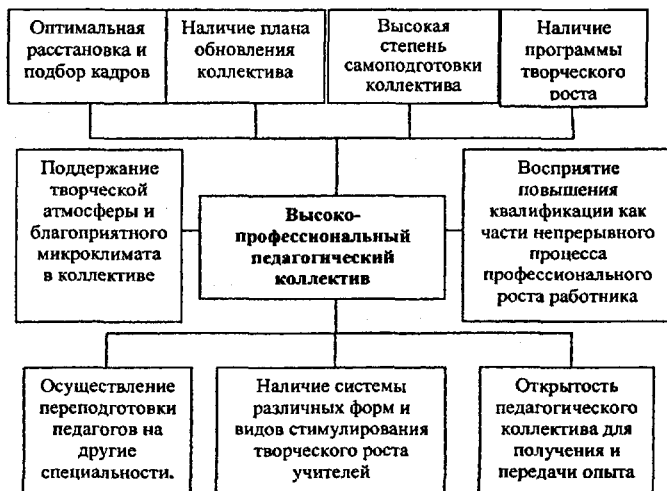 Оптимальная
расстановка и
подбор кадров
Наличие плана
обновления
коллектива
Высокая
степень
самоподготовки
коллектива
Наличие
программы
творческого
роста
Поддержание
творческой
атмосферы и
благоприятного
микроклимата
в коллективе
Высоко-
профессиональный
педагогический
коллектив
Восприятие
повышения
квалификации как
части непрерывного
процесса
профессионального
роста работника
Осуществление
переподготовки
педагогов на
другие
специальности.
Наличие системы
различных форм и
видов стимулирования
творческого роста
учителей
Открытость
педагогического
коллектива для
получения и
передачи опыта